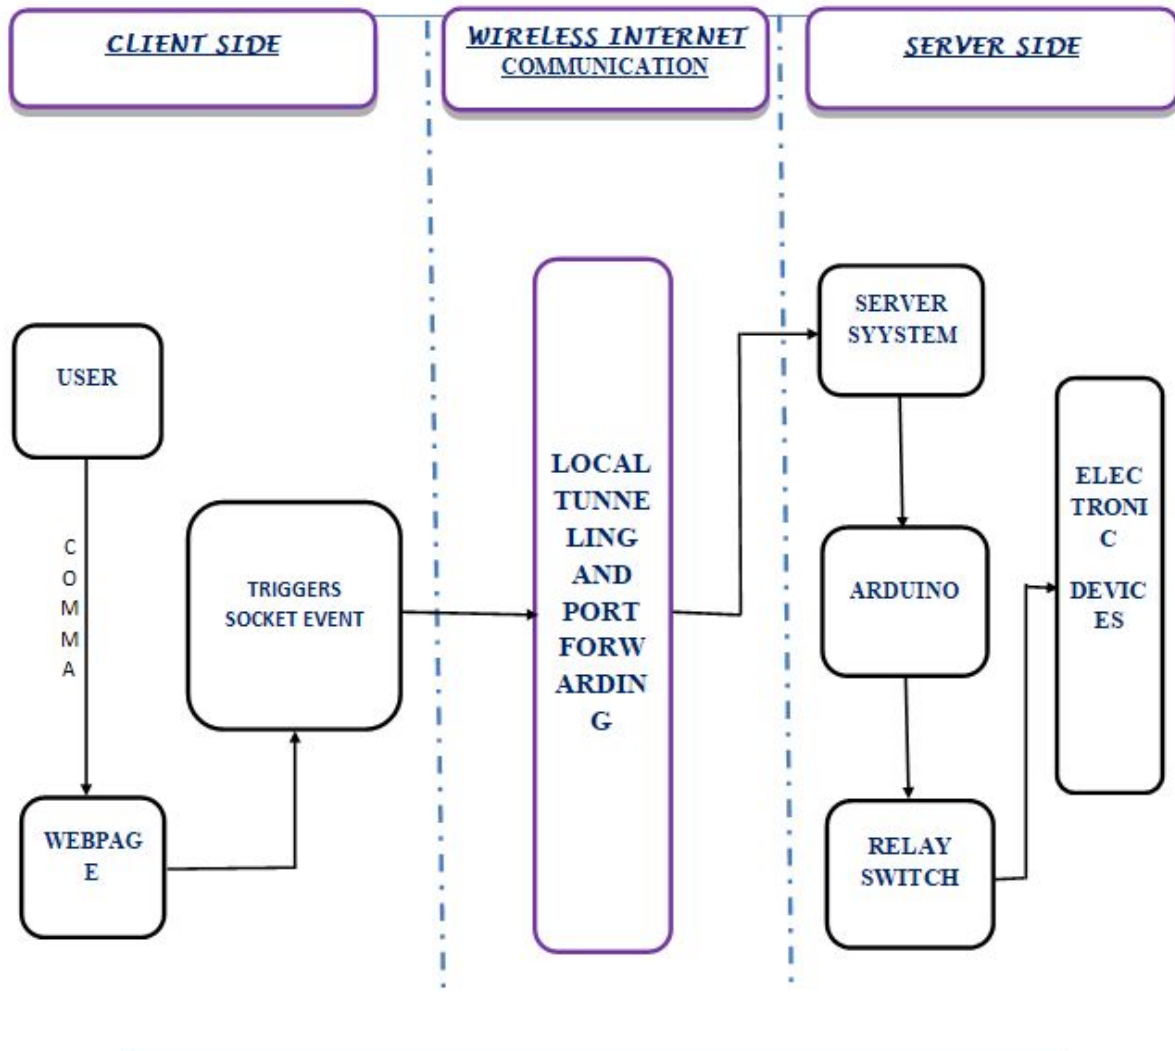 CLIENT SIDE
WIRELESS INTERNET
COMMUNICATION
SERVER SIDE
USER
C
O
M
M
A
WEBPAG
E
TRIGGERS
SOCKET EVENT
LOCAL
TUNNE
LING
AND
PORT
FORW
ARDIN
G
SERVER
SYYSTEM
ARDUINO
RELAY
SWITCH
ELEC
TRONI
C
DEVIC
ES